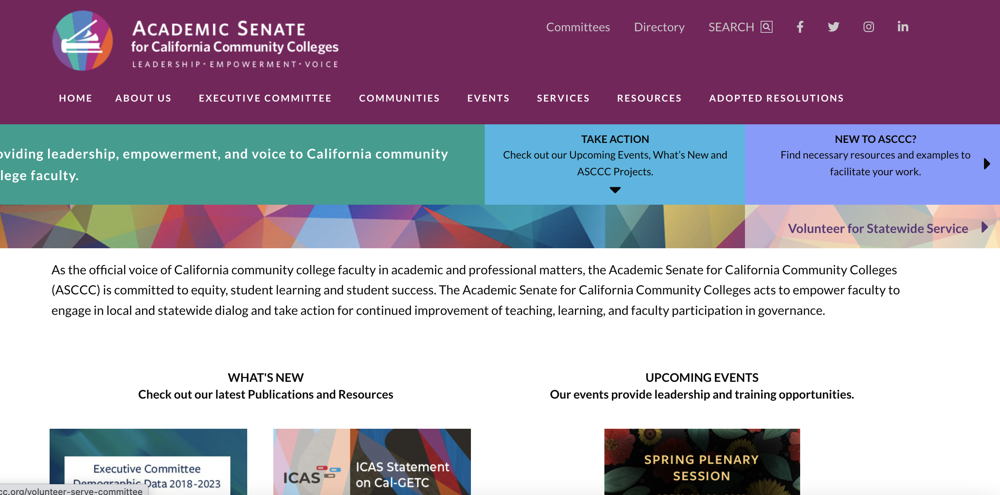 ACADEMIC SENATE
for California Community Colleges
LEADERSHIP · EMPOWERMENT · VOICE
Committees Directory SEARCH
HOME ABOUT US EXECUTIVE COMMITTEE COMMUNITIES EVENTS SERVICES RESOURCES ADOPTED RESOLUTIONS
oviding leadership, empowerment, and voice to California community
lege faculty.
TAKE ACTION
Check out our Upcoming Events, What’s New and
ASCCC Projects.
NEW TO ASCCC?
Find necessary resources and examples to
facilitate your work.
Volunteer for Statewide Service
As the official voice of California community college faculty in academic and professional matters, the Academic Senate for California Community Colleges
(ASCCC) is committed to equity, student learning and student success. The Academic Senate for California Community Colleges acts to empower faculty to
engage in local and statewide dialog and take action for continued improvement of teaching, learning, and faculty participation in governance.
WHAT'S NEW
Check out our latest Publications and Resources
UPCOMING EVENTS
Our events provide leadership and training opportunities.
Executive Committee
Demographic Data 2018-2023
ICAS
ICAS Statement
on Cal-GETC
SPRING PLENARY
SESSION
cc.org/volunteer-serve-committee